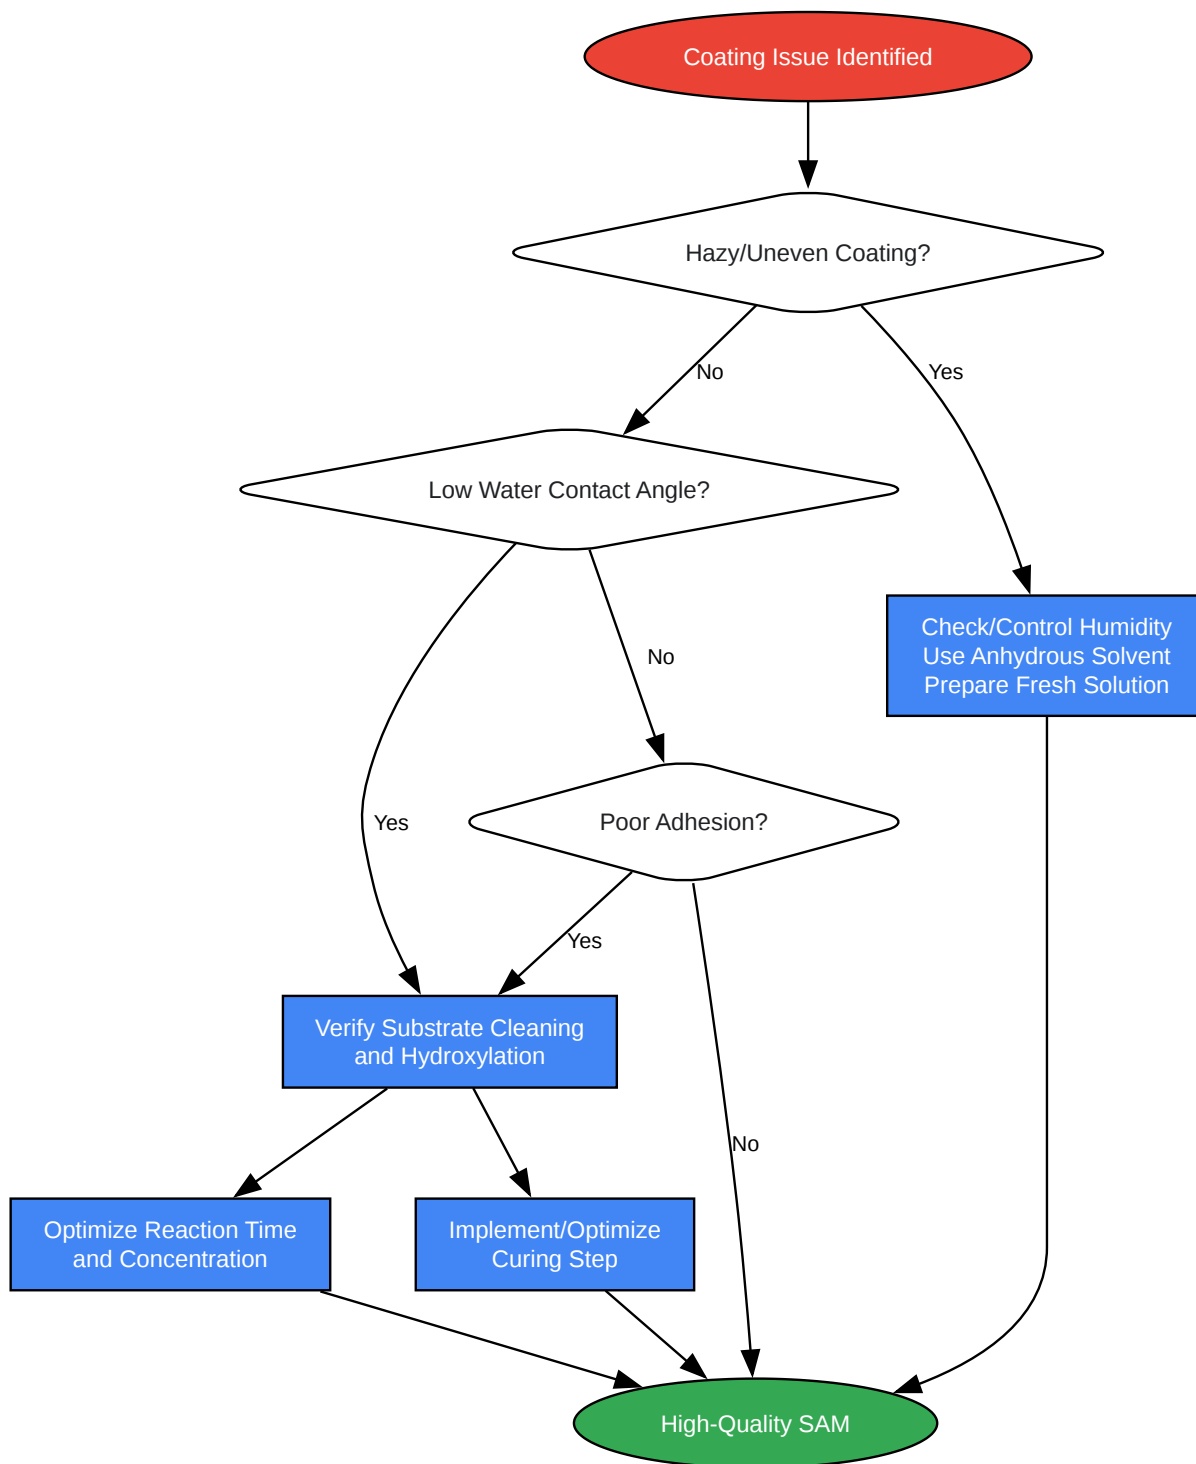 Coating Issue Identified
Hazy/Uneven Coating?
No
Yes
Low Water Contact Angle?
Check/Control Humidity
Use Anhydrous Solvent
Prepare Fresh Solution
No
Yes
Poor Adhesion?
Yes
Verify Substrate Cleaning
and Hydroxylation
No
Optimize Reaction Time
and Concentration
Implement/Optimize
Curing Step
High-Quality SAM